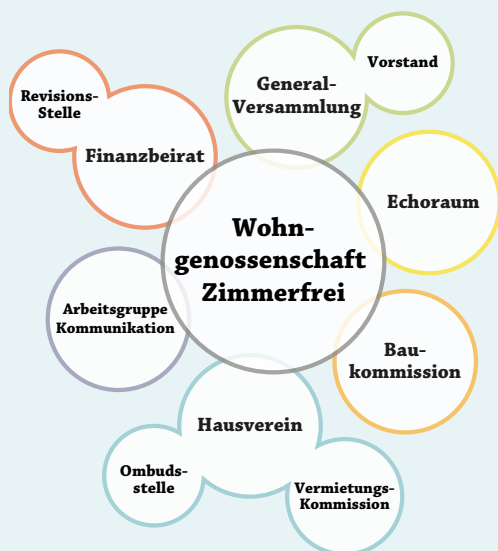 Vorstand
General-
Versammlung
Revisions-
Stelle
Finanzbeirat
Echoraum
Wohn-
genossenschaft
Zimmerfrei
Arbeitsgruppe
Kommunikation
Bau-
kommission
Hausverein
Ombuds-
stelle
Vermietungs-
Kommission